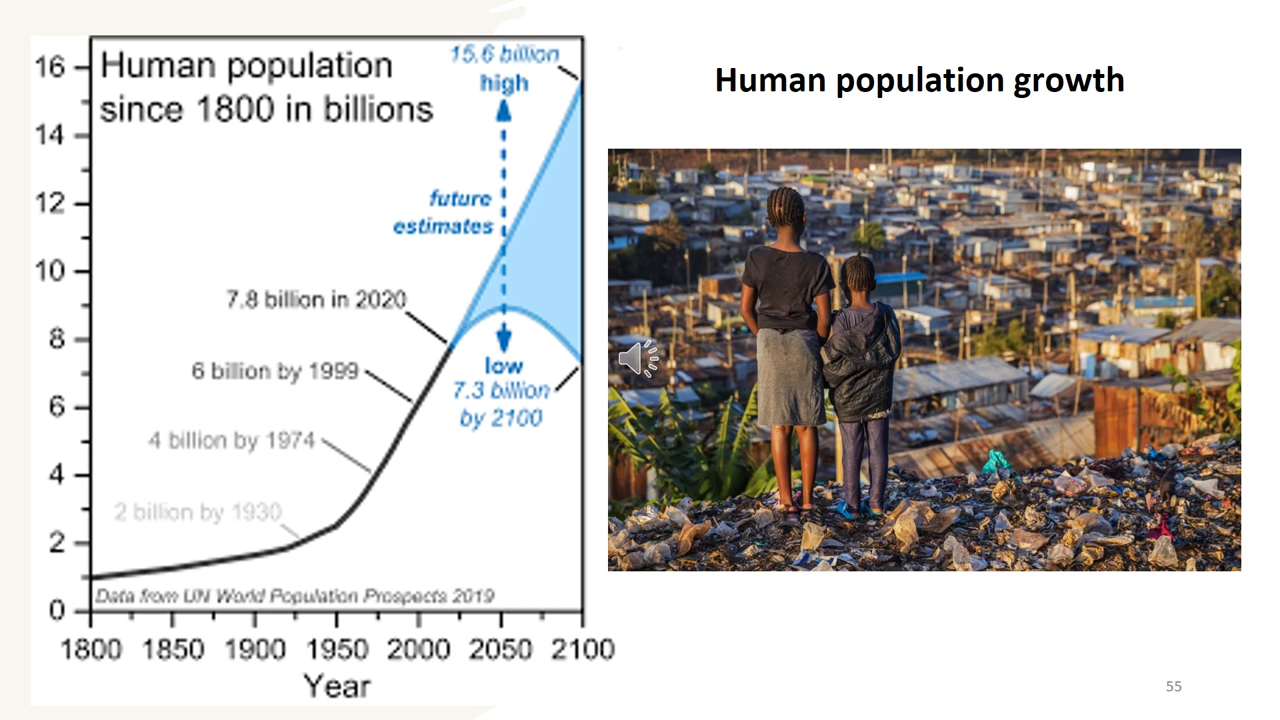 Human population growth
Human population
since 1800 in billions
15.6 billion
high
future
estimates
7.8 billion in 2020
6 billion by 1999
4 billion by 1974
2 billion by 1930
low
7.3 billion
by 2100
Data from UN World Population Prospects 2019
16
14
12
10
8
6
4
2
0
1800 1850 1900 1950 2000 2050 2100
Year
55